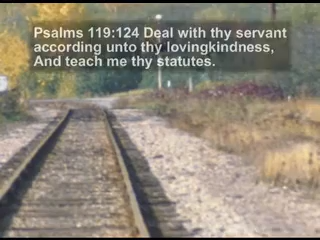 Psalms 119:124 Deal with thy servant
according unto thy lovingkindness,
And teach me thy statutes.